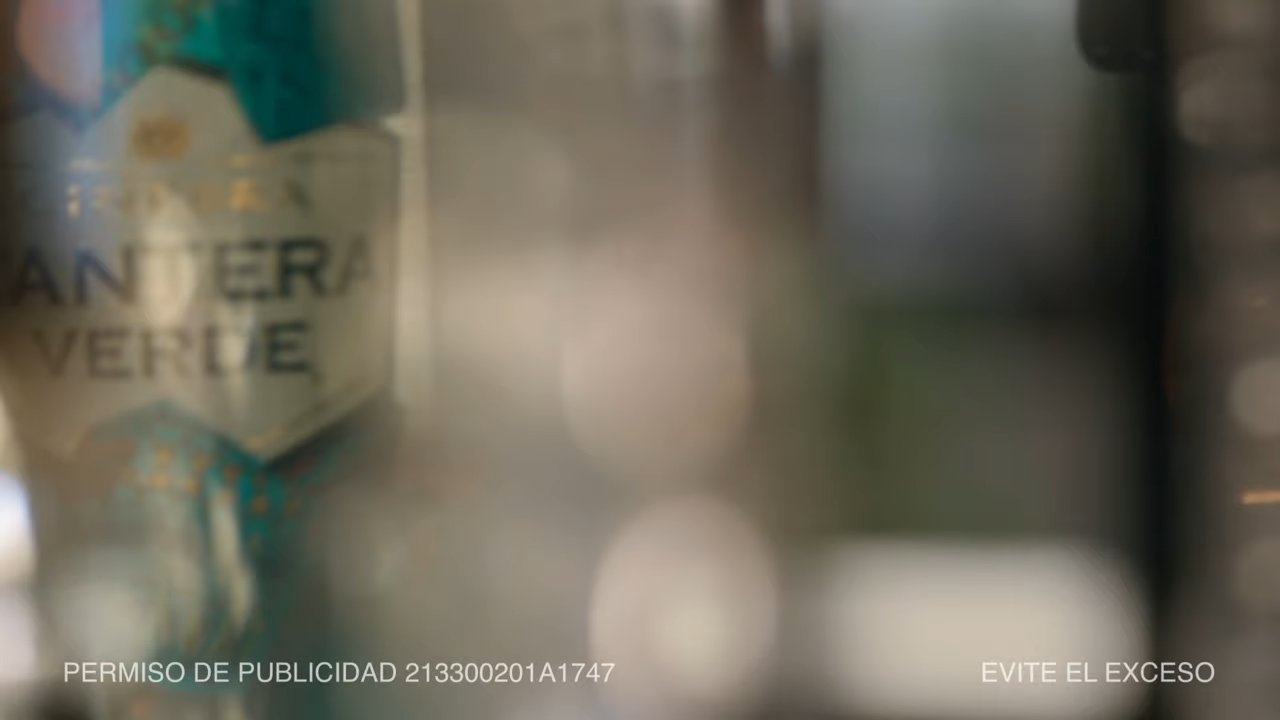 ANTERA
VERDE
PERMISO DE PUBLICIDAD 213300201A1747
EVITE EL EXCESO